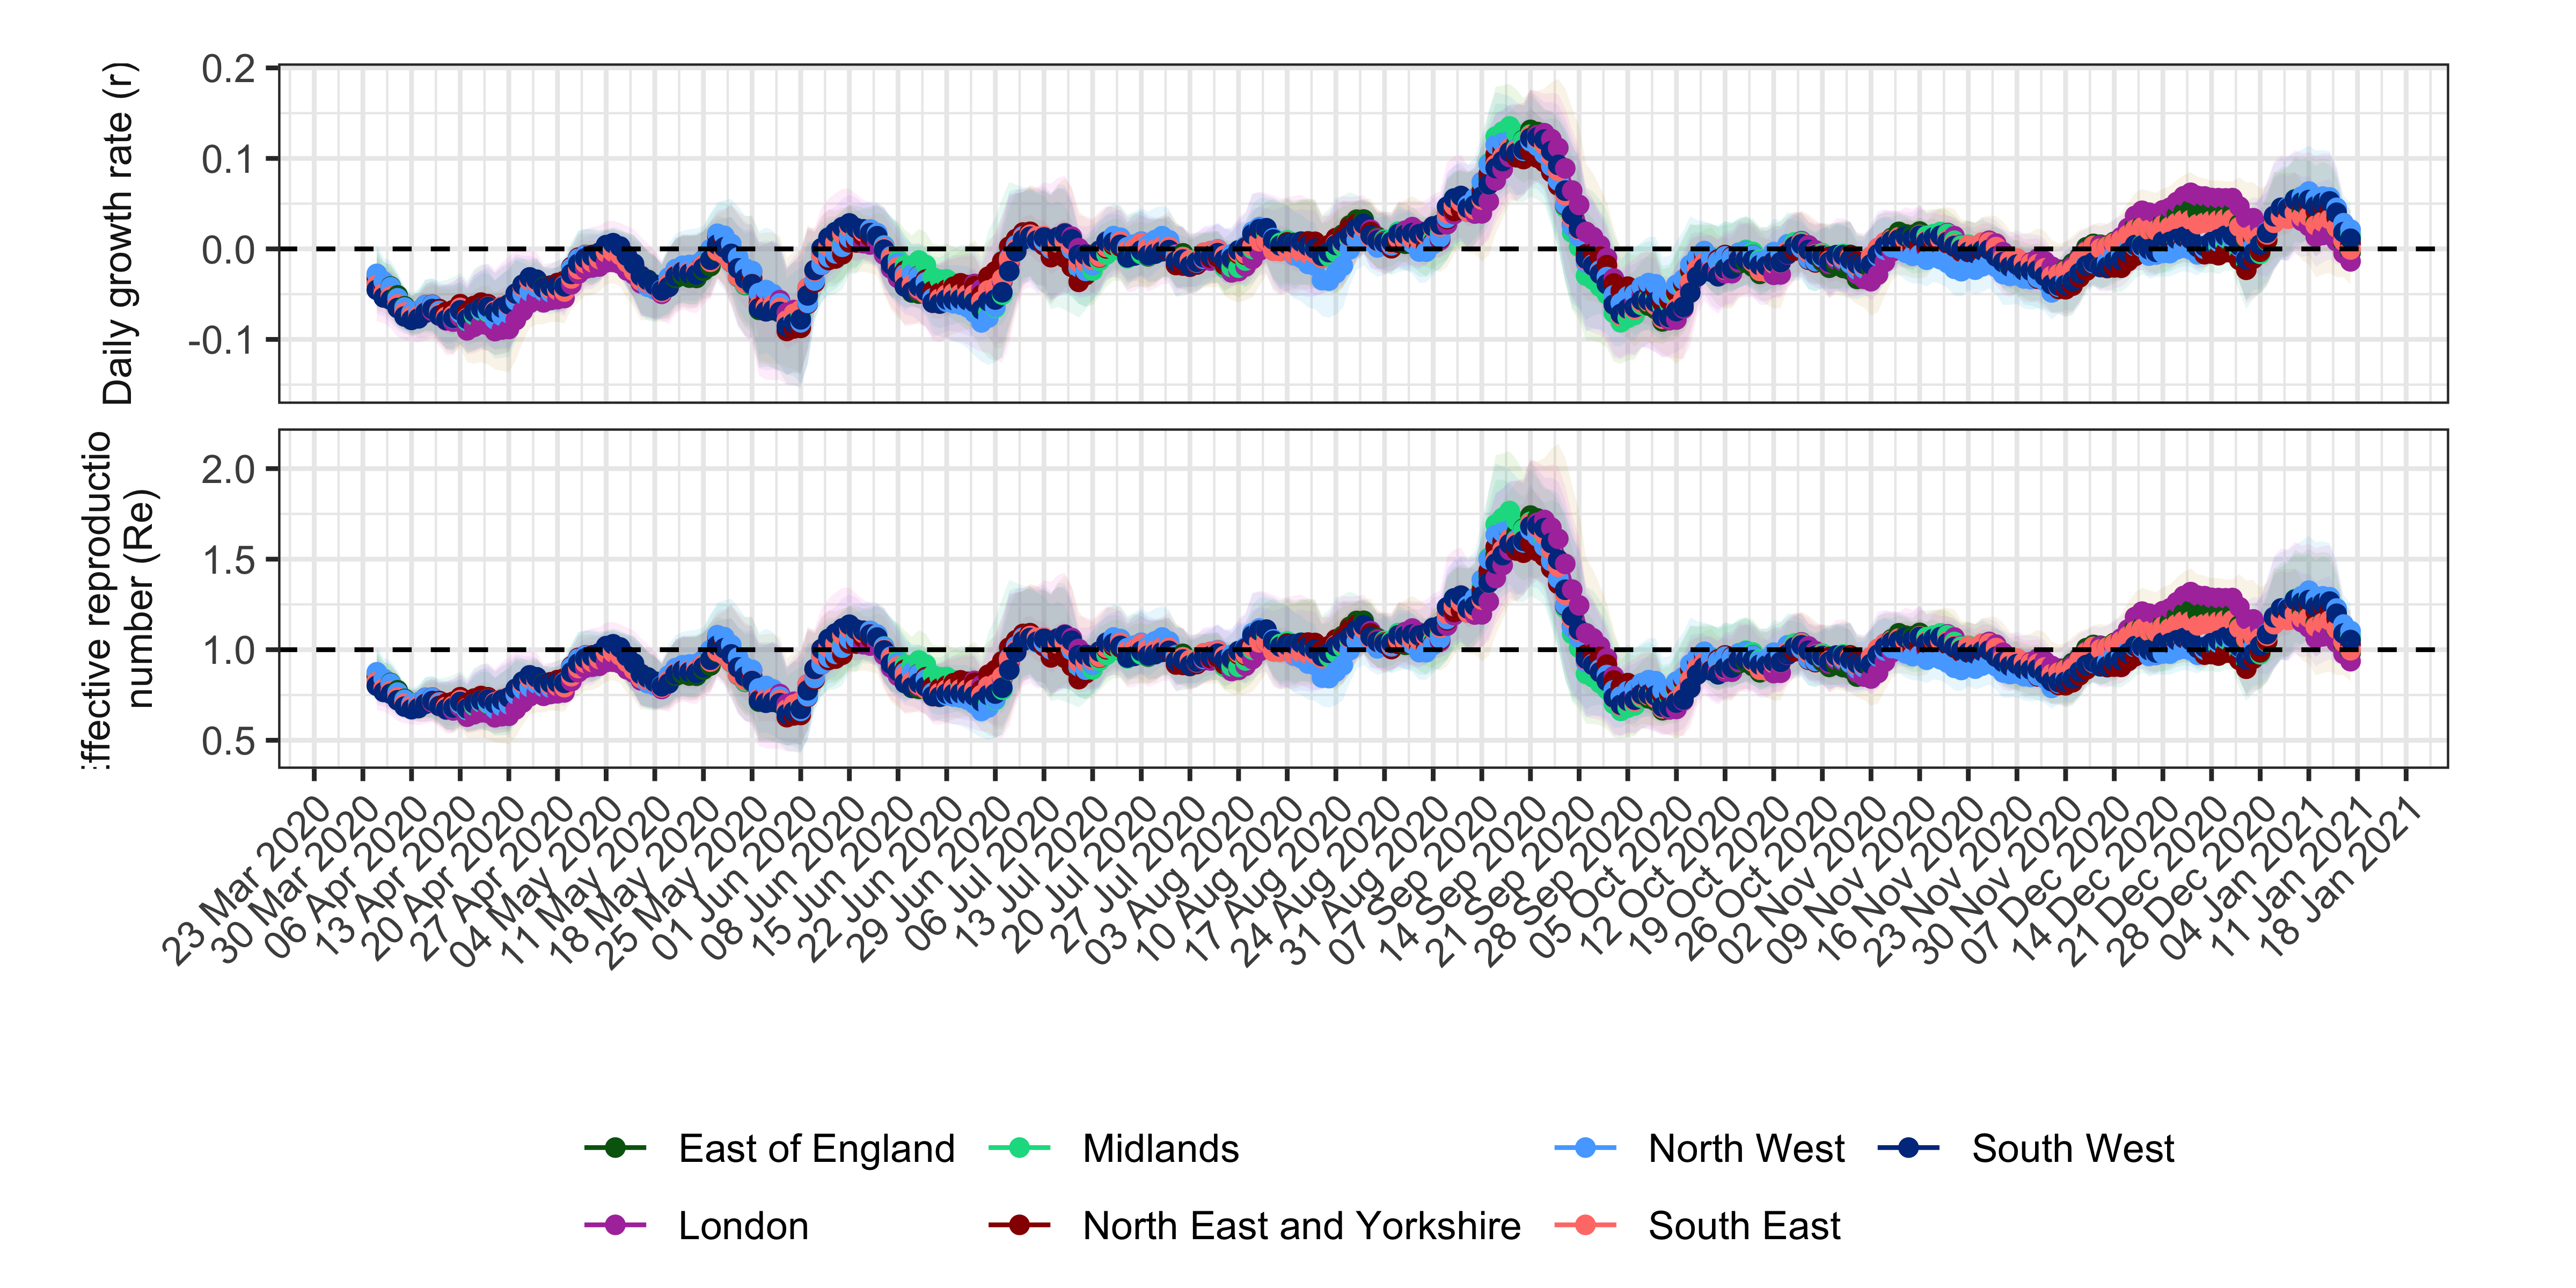 Daily growth rate (r)
0.2
0.1
0.0
-0.1
ffective reproductio
number (Re)
2.0
1.5
1.0
0.5
23 Mar 2020
30 Mar 2020
06 Apr 2020
13 Apr 2020
20 Apr 2020
27 Apr 2020
04 May 2020
11 May 2020
18 May 2020
25 May 2020
01 Jun 2020
08 Jun 2020
15 Jun 2020
22 Jun 2020
29 Jun 2020
06 Jul 2020
13 Jul 2020
20 Jul 2020
27 Jul 2020
03 Aug 2020
10 Aug 2020
17 Aug 2020
24 Aug 2020
31 Aug 2020
07 Sep 2020
14 Sep 2020
21 Sep 2020
28 Sep 2020
05 Oct 2020
12 Oct 2020
19 Oct 2020
26 Oct 2020
02 Nov 2020
09 Nov 2020
16 Nov 2020
23 Nov 2020
30 Nov 2020
07 Dec 2020
14 Dec 2020
21 Dec 2020
28 Dec 2020
04 Jan 2021
11 Jan 2021
18 Jan 2021
East of England
Midlands
North West
South West
London
North East and Yorkshire
South East